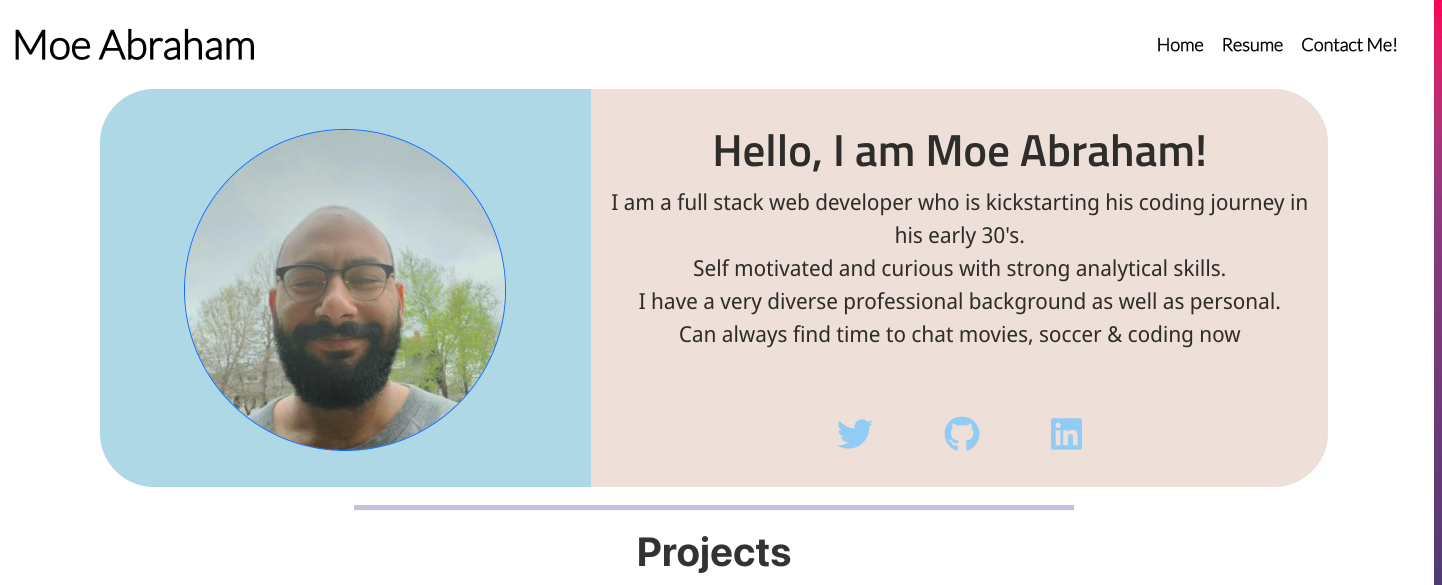 Moe Abraham
Home Resume Contact Me!
Hello, I am Moe Abraham!
I am a full stack web developer who is kickstarting his coding journey in
his early 30's.
Self motivated and curious with strong analytical skills.
I have a very diverse professional background as well as personal.
Can always find time to chat movies, soccer & coding now
in
Projects